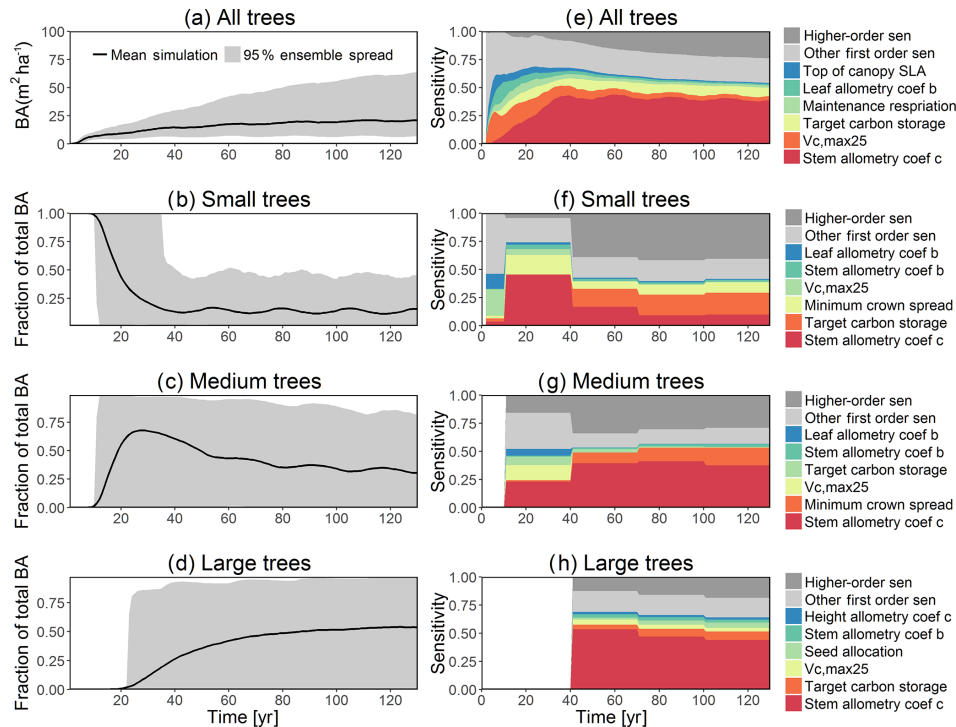 (a) All trees
BA(m² ha⁻¹)
100
75
50
25
0
Mean simulation
95 % ensemble spread
20 40 60 80 100 120
(e) All trees
Sensitivity
1.00
0.75
0.50
0.25
0.00
0 20 40 60 80 100 120
Higher-order sen
Other first order sen
Top of canopy SLA
Leaf allometry coef b
Maintenance respriation
Target carbon storage
Vc,max25
Stem allometry coef c
(b) Small trees
Fraction of total BA
1.00
0.75
0.50
0.25
20 40 60 80 100 120
(f) Small trees
Sensitivity
1.00
0.75
0.50
0.25
0.00
0 20 40 60 80 100 120
Higher-order sen
Other first order sen
Leaf allometry coef b
Stem allometry coef b
Vc,max25
Minimum crown spread
Target carbon storage
Stem allometry coef c
(c) Medium trees
Fraction of total BA
0.75
0.50
0.25
0.00
20 40 60 80 100 120
(g) Medium trees
Sensitivity
1.00
0.75
0.50
0.25
0.00
0 20 40 60 80 100 120
Higher-order sen
Other first order sen
Leaf allometry coef b
Stem allometry coef b
Target carbon storage
Vc,max25
Minimum crown spread
Stem allometry coef c
(d) Large trees
Fraction of total BA
0.75
0.50
0.25
0.00
20 40 60 80 100 120
Time [yr]
(h) Large trees
Sensitivity
1.00
0.75
0.50
0.25
0.00
0 20 40 60 80 100 120
Time [yr]
Higher-order sen
Other first order sen
Height allometry coef c
Stem allometry coef b
Seed allocation
Vc,max25
Target carbon storage
Stem allometry coef c